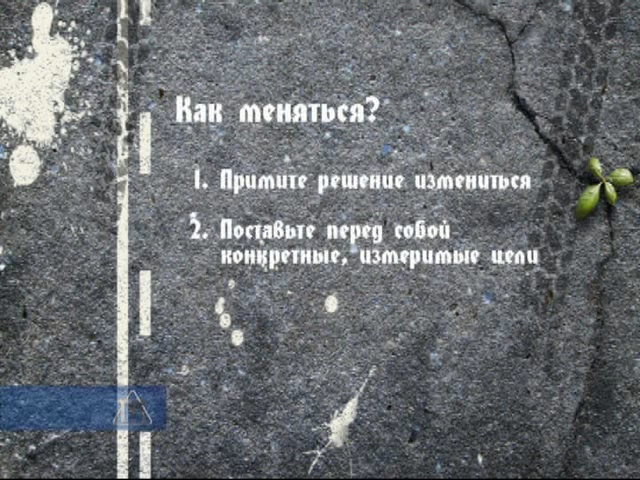 Как меняться?
1. Примите решение измениться
2. Поставьте перед собой
конкретные, измеримые цели